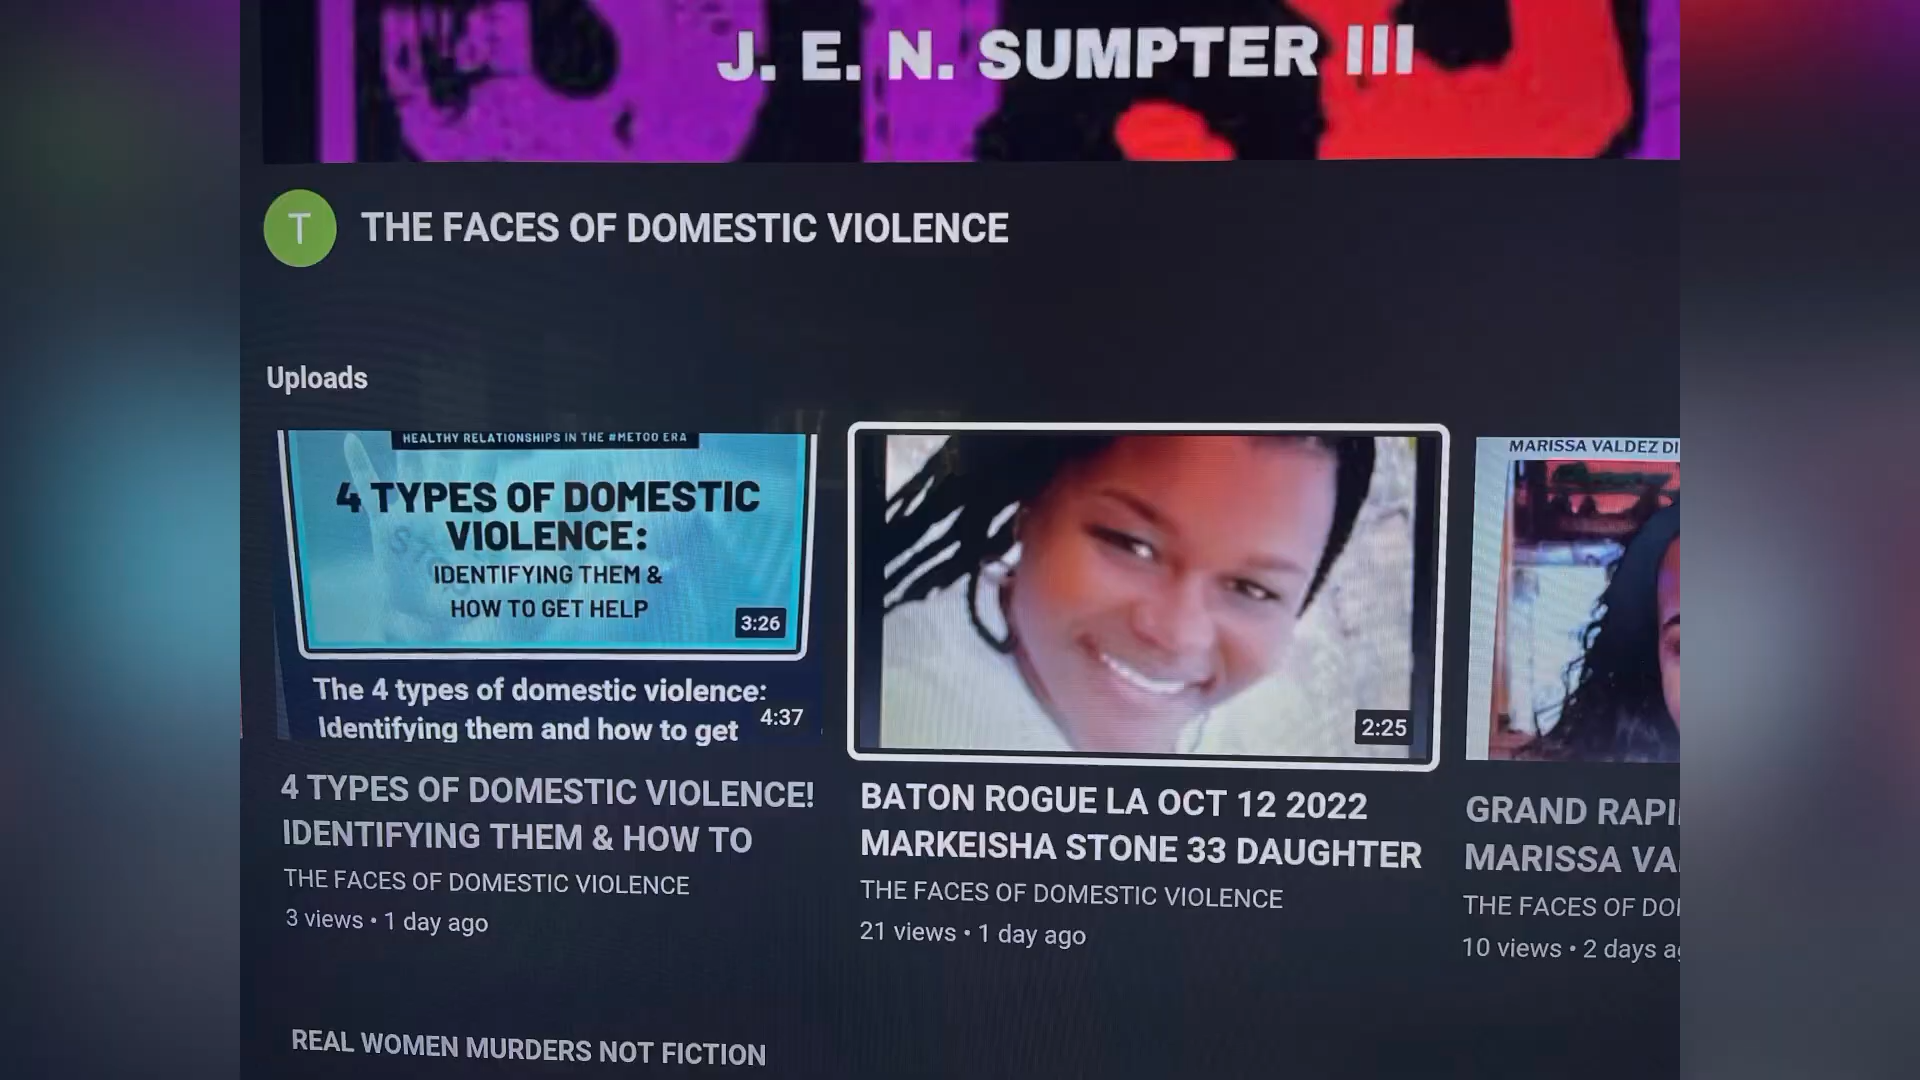 J. E. N. SUMPTER III
T
THE FACES OF DOMESTIC VIOLENCE
Uploads
HEALTHY RELATIONSHIPS IN THE #METOO ERA
4 TYPES OF DOMESTIC
VIOLENCE:
IDENTIFYING THEM &
HOW TO GET HELP
3:26
The 4 types of domestic violence:
Identifying them and how to get
4:37
4 TYPES OF DOMESTIC VIOLENCE!
IDENTIFYING THEM & HOW TO
THE FACES OF DOMESTIC VIOLENCE
3 views • 1 day ago
2:25
BATON ROGUE LA OCT 12 2022
MARKEISHA STONE 33 DAUGHTER
THE FACES OF DOMESTIC VIOLENCE
21 views • 1 day ago
MARISSA VALDEZ DI
GRAND RAPI
MARISSA VA
THE FACES OF DO
10 views • 2 days a
REAL WOMEN MURDERS NOT FICTION